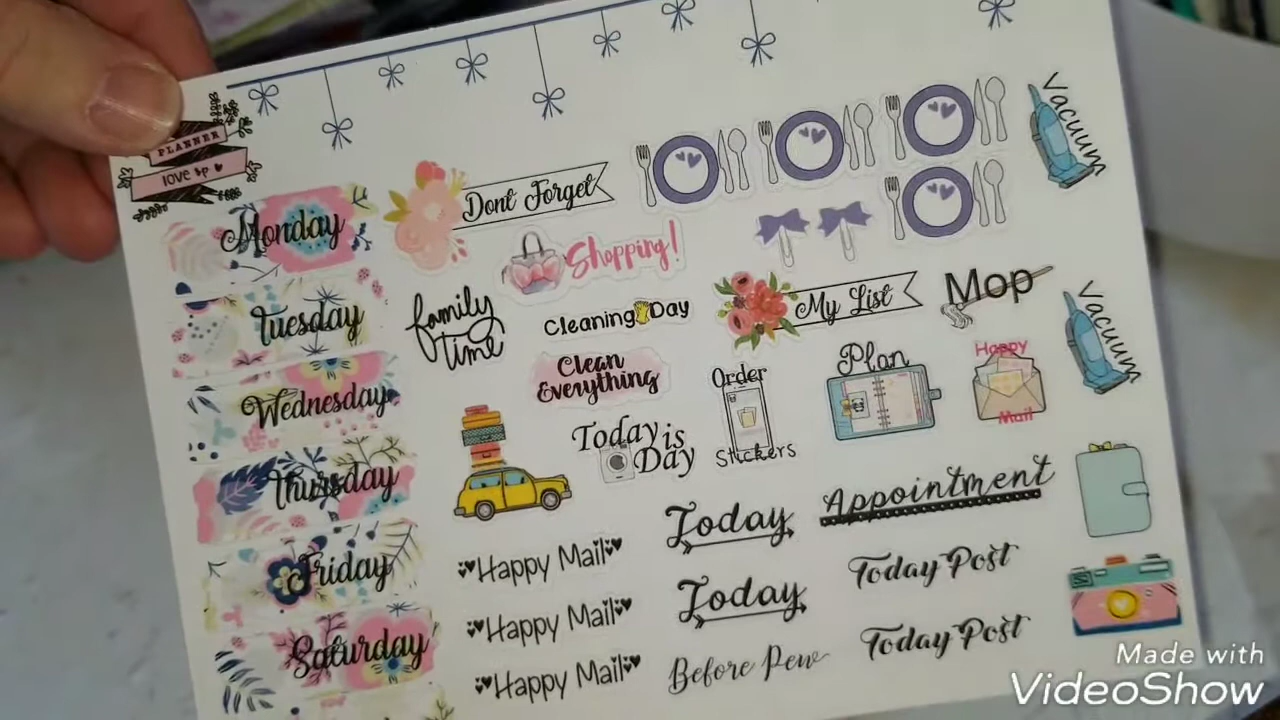 PLANNER
love
Monday
Dont Forget
Vacuum
Shopping!
Tuesday
family
time
Cleaning Day
My List
Mop
Vacuum
Clean
Everything
Wednesday
Order
Stickers
Plan
Happy
Mail
Today is
Day
Thursday
Today
Appointment
Friday
Happy Mail
Today
Today Post
Happy Mail
Saturday
Today Post
Happy Mail
Before Pew
Made with
VideoShow